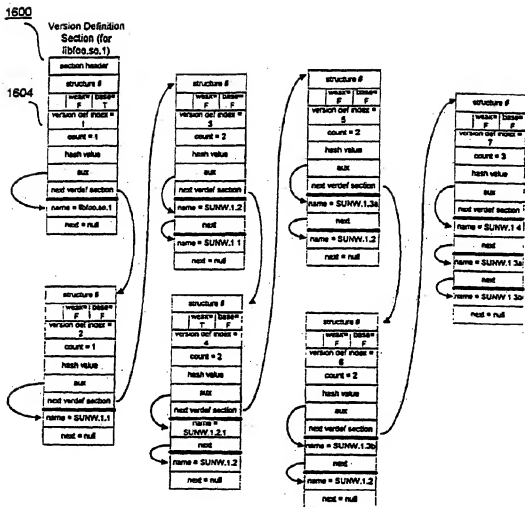 1600
Version Definition
Section (for
libfoo.so.1)
section header
structure #
1604
weak= base=
F T
version def index =
1
count = 1
hash value
aux
next verdef section
name = libfoo.so.1
next = null
structure #
weak= base=
F F
version def index =
2
count = 1
hash value
aux
next verdef section
name = SUNW.1.1
next = null
structure #
weak= base=
F F
version def index =
3
count = 2
hash value
aux
next verdef section
name = SUNW.1.2
next
name = SUNW.1 1
next = null
structure #
weak= base=
T F
version def index =
4
count = 2
hash value
aux
next verdef section
name =
SUNW.1.2.1
next
name = SUNW.1.2
next = null
structure #
weak= base=
F F
version def index =
5
count = 2
hash value
aux
next verdef section
name = SUNW.1.3a
next
name = SUNW.1.2
next = null
structure #
weak= base=
F F
version def index =
6
count = 2
hash value
aux
next verdef section
name = SUNW.1.3b
next
name = SUNW.1.2
next = null
structure #
weak= base=
F F
version def index =
7
count = 3
hash value
aux
next verdef section
name = SUNW.1 4
next
name = SUNW.1 3a
next
name = SUNW.1 3b
next = null